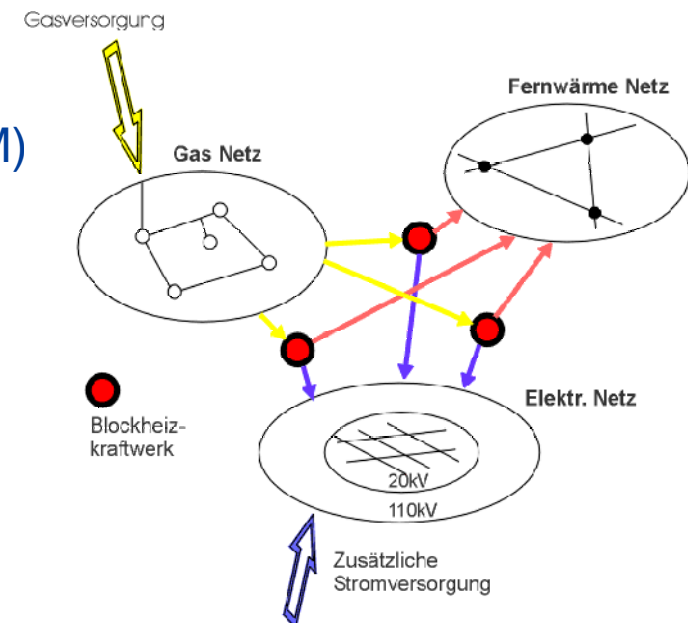 Gasversorgung
Fernwärme Netz
M)
Gas Netz
Elektr. Netz
Blockheiz-
kraftwerk
20kV
110kV
Zusätzliche
Stromversorgung